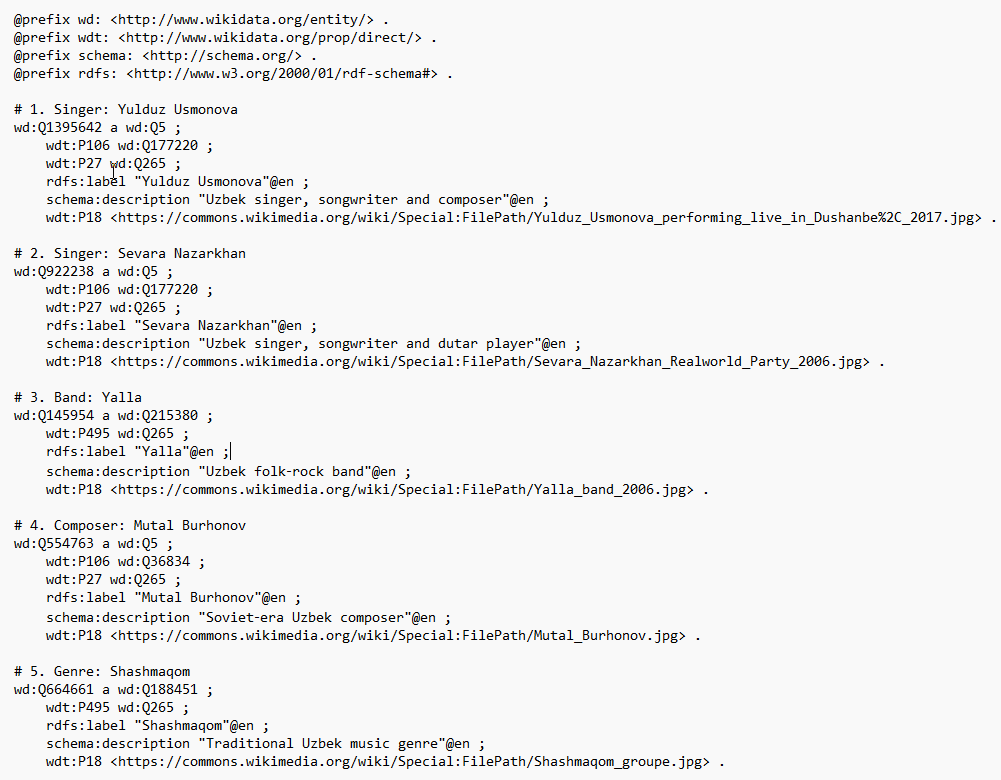 @prefix wd: <http://www.wikidata.org/entity/> .
@prefix wdt: <http://www.wikidata.org/prop/direct/> .
@prefix schema: <http://schema.org/> .
@prefix rdfs: <http://www.w3.org/2000/01/rdf-schema#> .

# 1. Singer: Yulduz Usmonova
wd:Q1395642 a wd:Q5 ;
    wdt:P106 wd:Q177220 ;
    wdt:P27 wd:Q265 ;
    rdfs:label "Yulduz Usmonova"@en ;
    schema:description "Uzbek singer, songwriter and composer"@en ;
    wdt:P18 <https://commons.wikimedia.org/wiki/Special:FilePath/Yulduz_Usmonova_performing_live_in_Dushanbe%2C_2017.jpg> .

# 2. Singer: Sevara Nazarkhan
wd:Q922238 a wd:Q5 ;
    wdt:P106 wd:Q177220 ;
    wdt:P27 wd:Q265 ;
    rdfs:label "Sevara Nazarkhan"@en ;
    schema:description "Uzbek singer, songwriter and dutar player"@en ;
    wdt:P18 <https://commons.wikimedia.org/wiki/Special:FilePath/Sevara_Nazarkhan_Realworld_Party_2006.jpg> .

# 3. Band: Yalla
wd:Q145954 a wd:Q215380 ;
    wdt:P495 wd:Q265 ;
    rdfs:label "Yalla"@en ;
    schema:description "Uzbek folk-rock band"@en ;
    wdt:P18 <https://commons.wikimedia.org/wiki/Special:FilePath/Yalla_band_2006.jpg> .

# 4. Composer: Mutal Burhonov
wd:Q554763 a wd:Q5 ;
    wdt:P106 wd:Q36834 ;
    wdt:P27 wd:Q265 ;
    rdfs:label "Mutal Burhonov"@en ;
    schema:description "Soviet-era Uzbek composer"@en ;
    wdt:P18 <https://commons.wikimedia.org/wiki/Special:FilePath/Mutal_Burhonov.jpg> .

# 5. Genre: Shashmaqom
wd:Q664661 a wd:Q188451 ;
    wdt:P495 wd:Q265 ;
    rdfs:label "Shashmaqom"@en ;
    schema:description "Traditional Uzbek music genre"@en ;
    wdt:P18 <https://commons.wikimedia.org/wiki/Special:FilePath/Shashmaqom_groupe.jpg> .